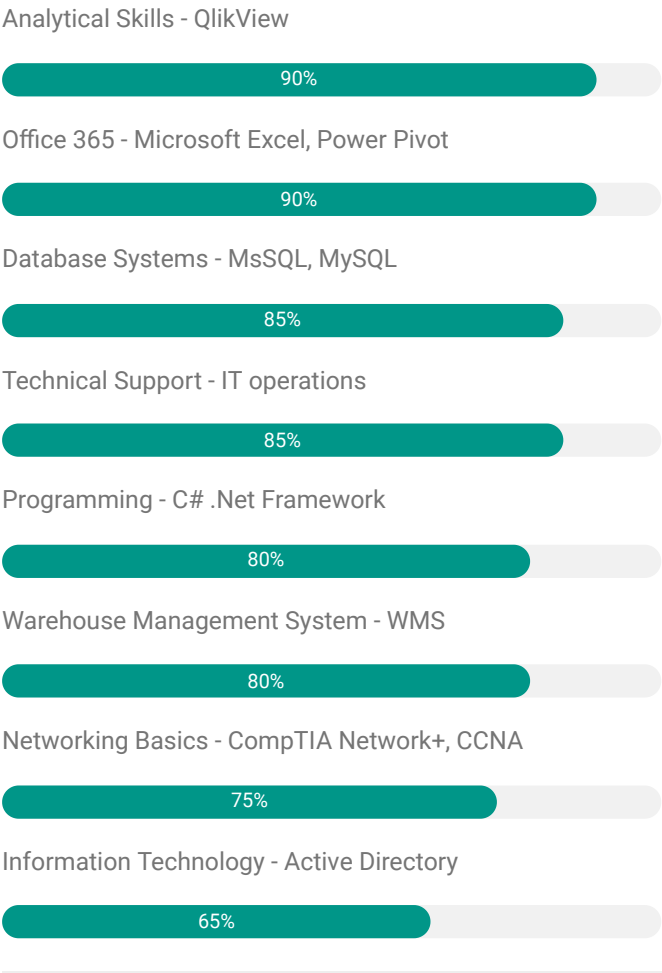 Analytical Skills - QlikView
90%
Office 365 - Microsoft Excel, Power Pivot
90%
Database Systems - MsSQL, MySQL
85%
Technical Support - IT operations
85%
Programming - C# .Net Framework
80%
Warehouse Management System - WMS
80%
Networking Basics - CompTIA Network+, CCNA
75%
Information Technology - Active Directory
65%